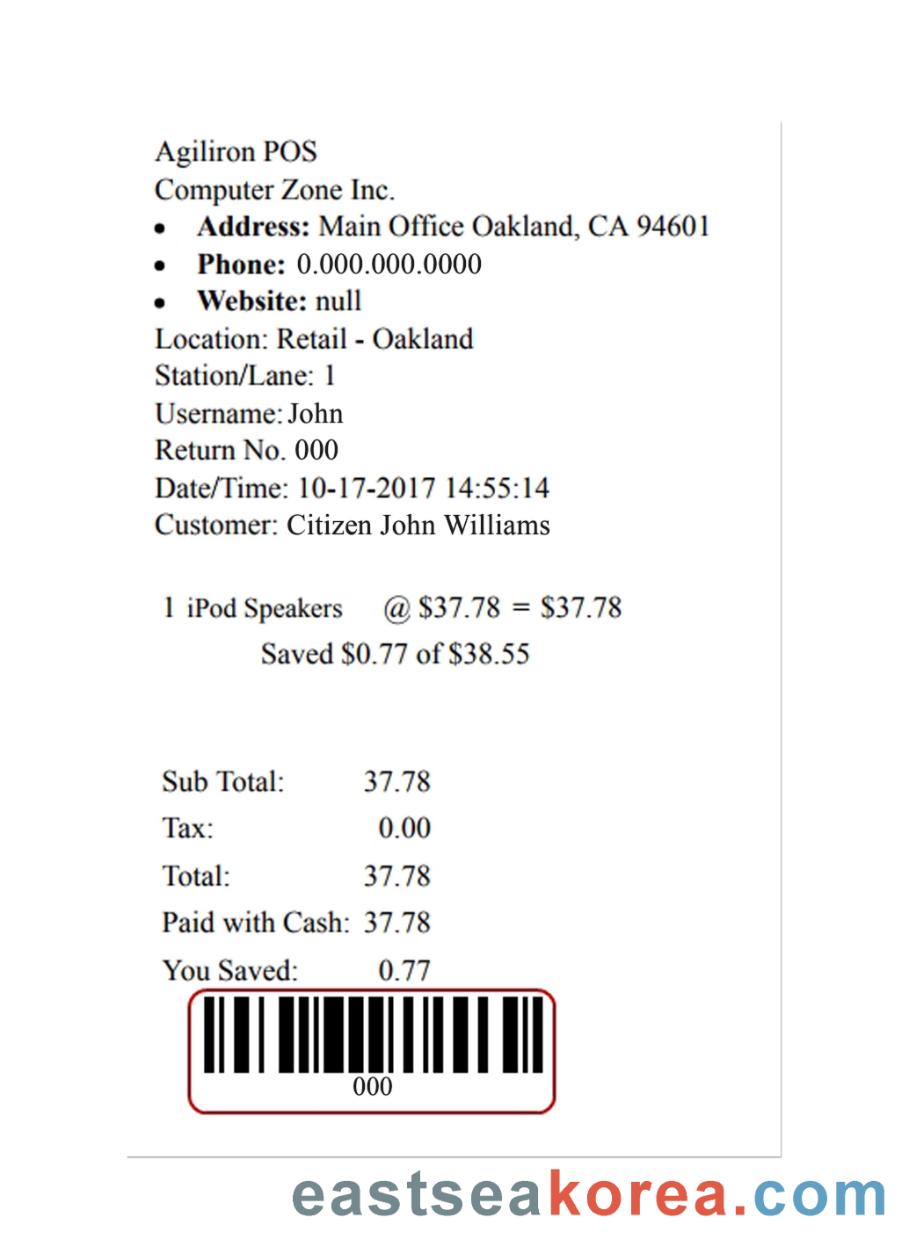 Agiliron POS
Computer Zone Inc.
• Address: Main Office Oakland, CA 94601
• Phone: 0.000.000.0000
• Website: null
Location: Retail - Oakland
Station/Lane: 1
Username: John
Return No. 000
Date/Time: 10-17-2017 14:55:14
Customer: Citizen John Williams
1 iPod Speakers @ $37.78 = $37.78
Saved $0.77 of $38.55
Sub Total: 37.78
Tax: 0.00
Total: 37.78
Paid with Cash: 37.78
You Saved: 0.77
000
eastseakorea.com